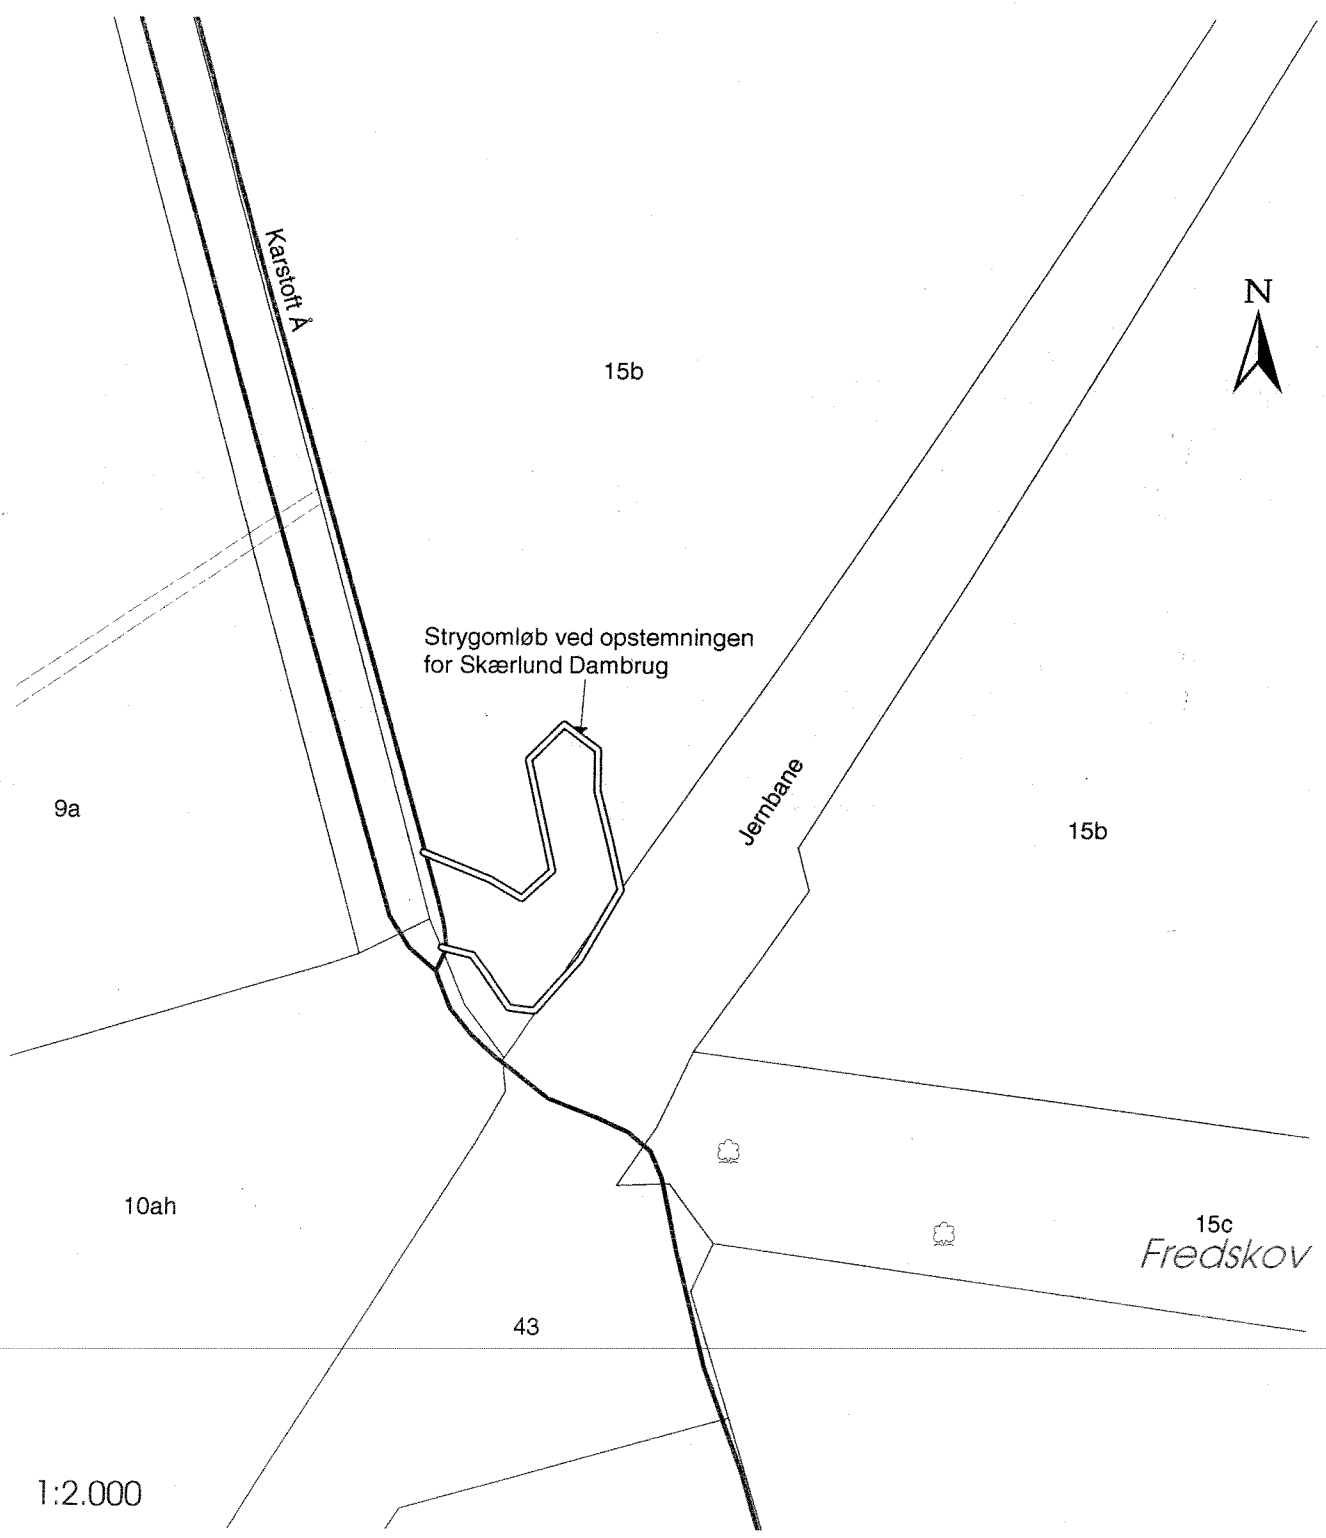 Karstoft Å
N
15b
Strygomløb ved opstemningen
for Skærlund Dambrug
Jernbane
9a
15b
10ah
15c
Fredskov
43
1:2.000